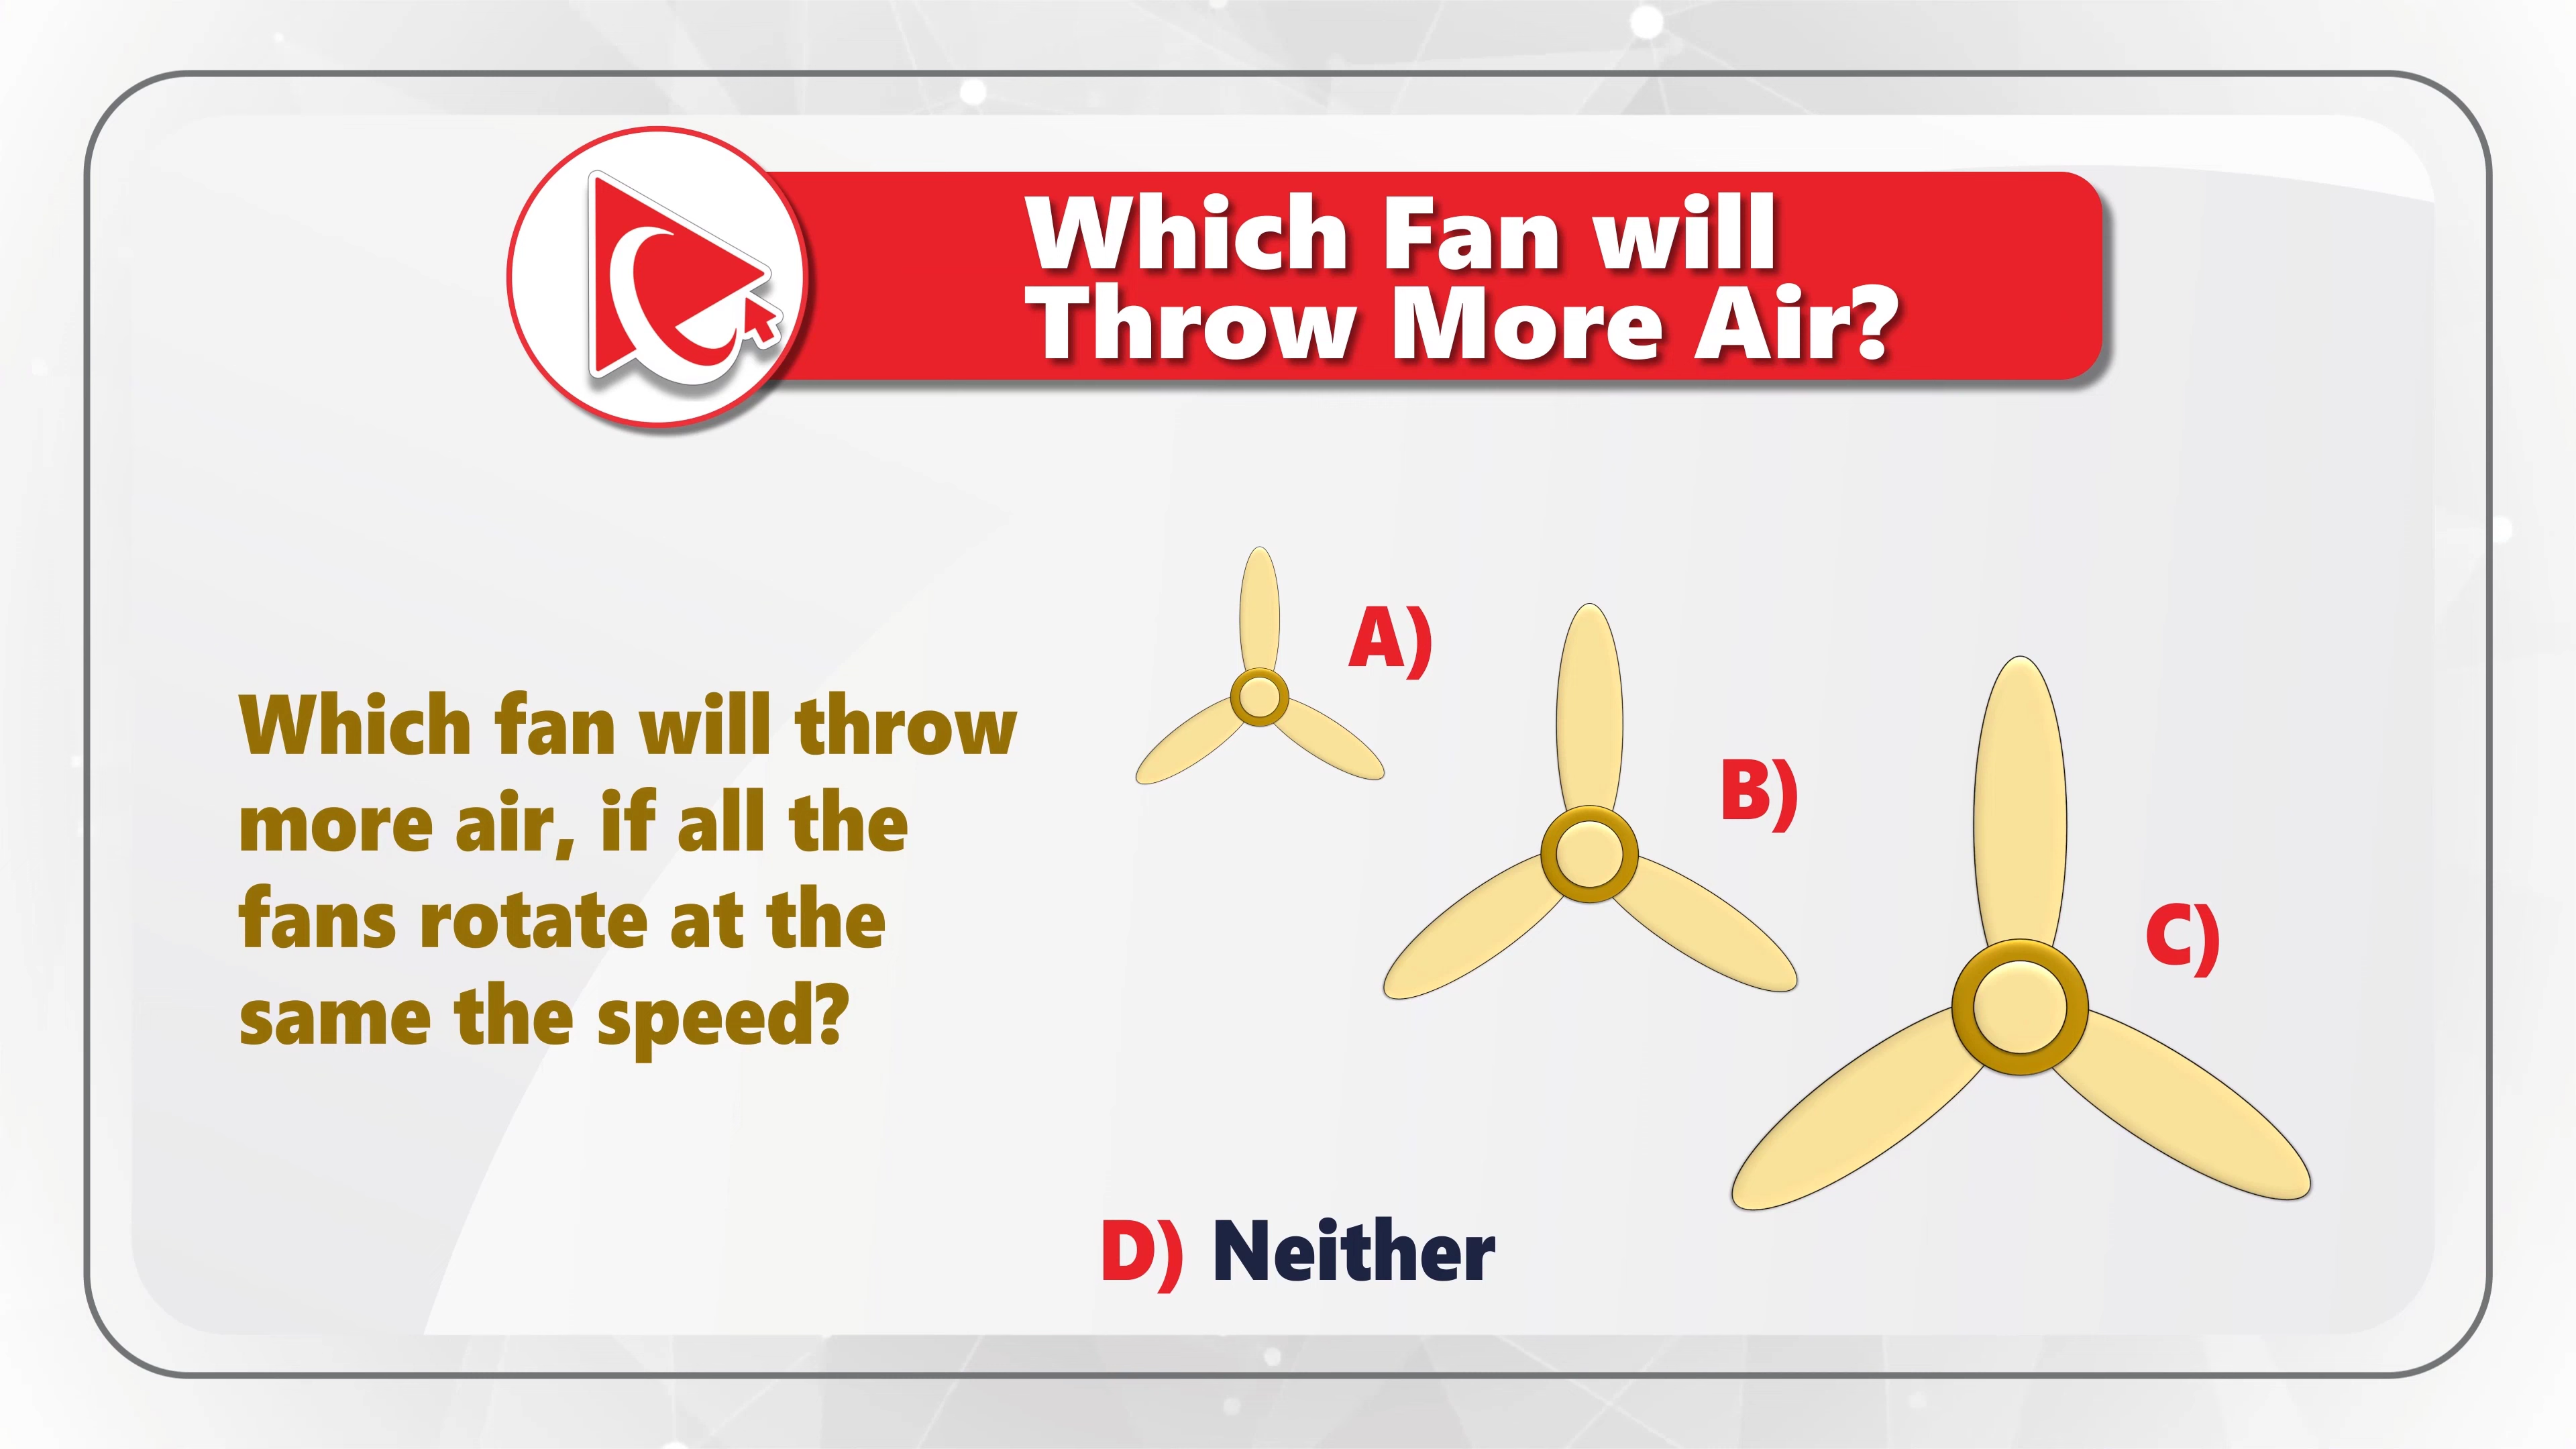 Which Fan will
Throw More Air?
Which fan will throw
more air, if all the
fans rotate at the
same the speed?
A)
B)
C)
D) Neither